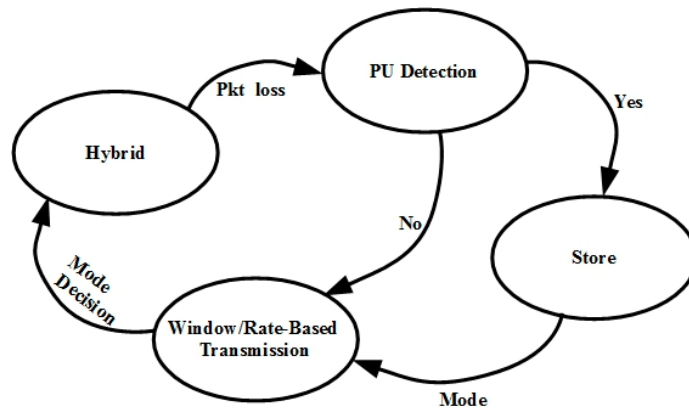 PU Detection
Pkt loss
Yes
Hybrid
No
Store
Mode
Decision
Window/Rate-Based
Transmission
Mode